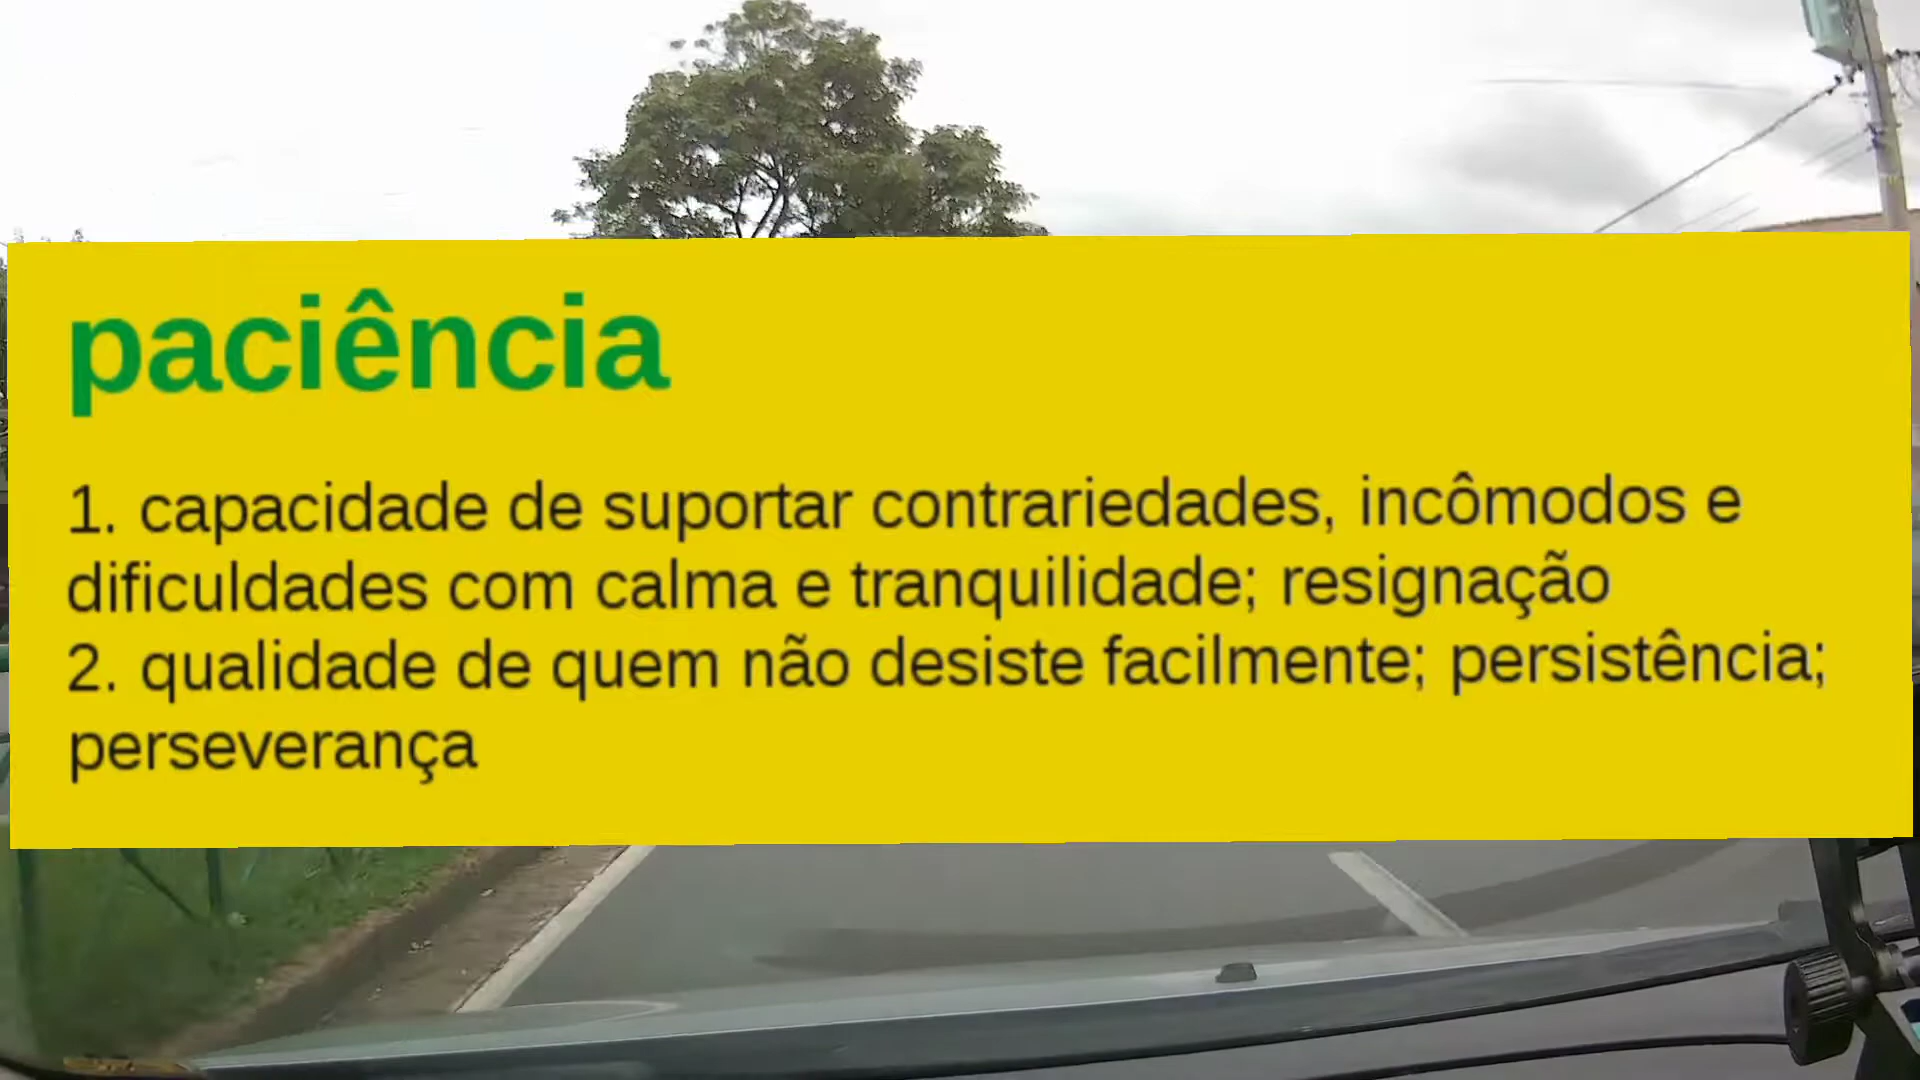 paciência
1. capacidade de suportar contrariedades, incômodos e
dificuldades com calma e tranquilidade; resignação
2. qualidade de quem não desiste facilmente; persistência;
perseverança